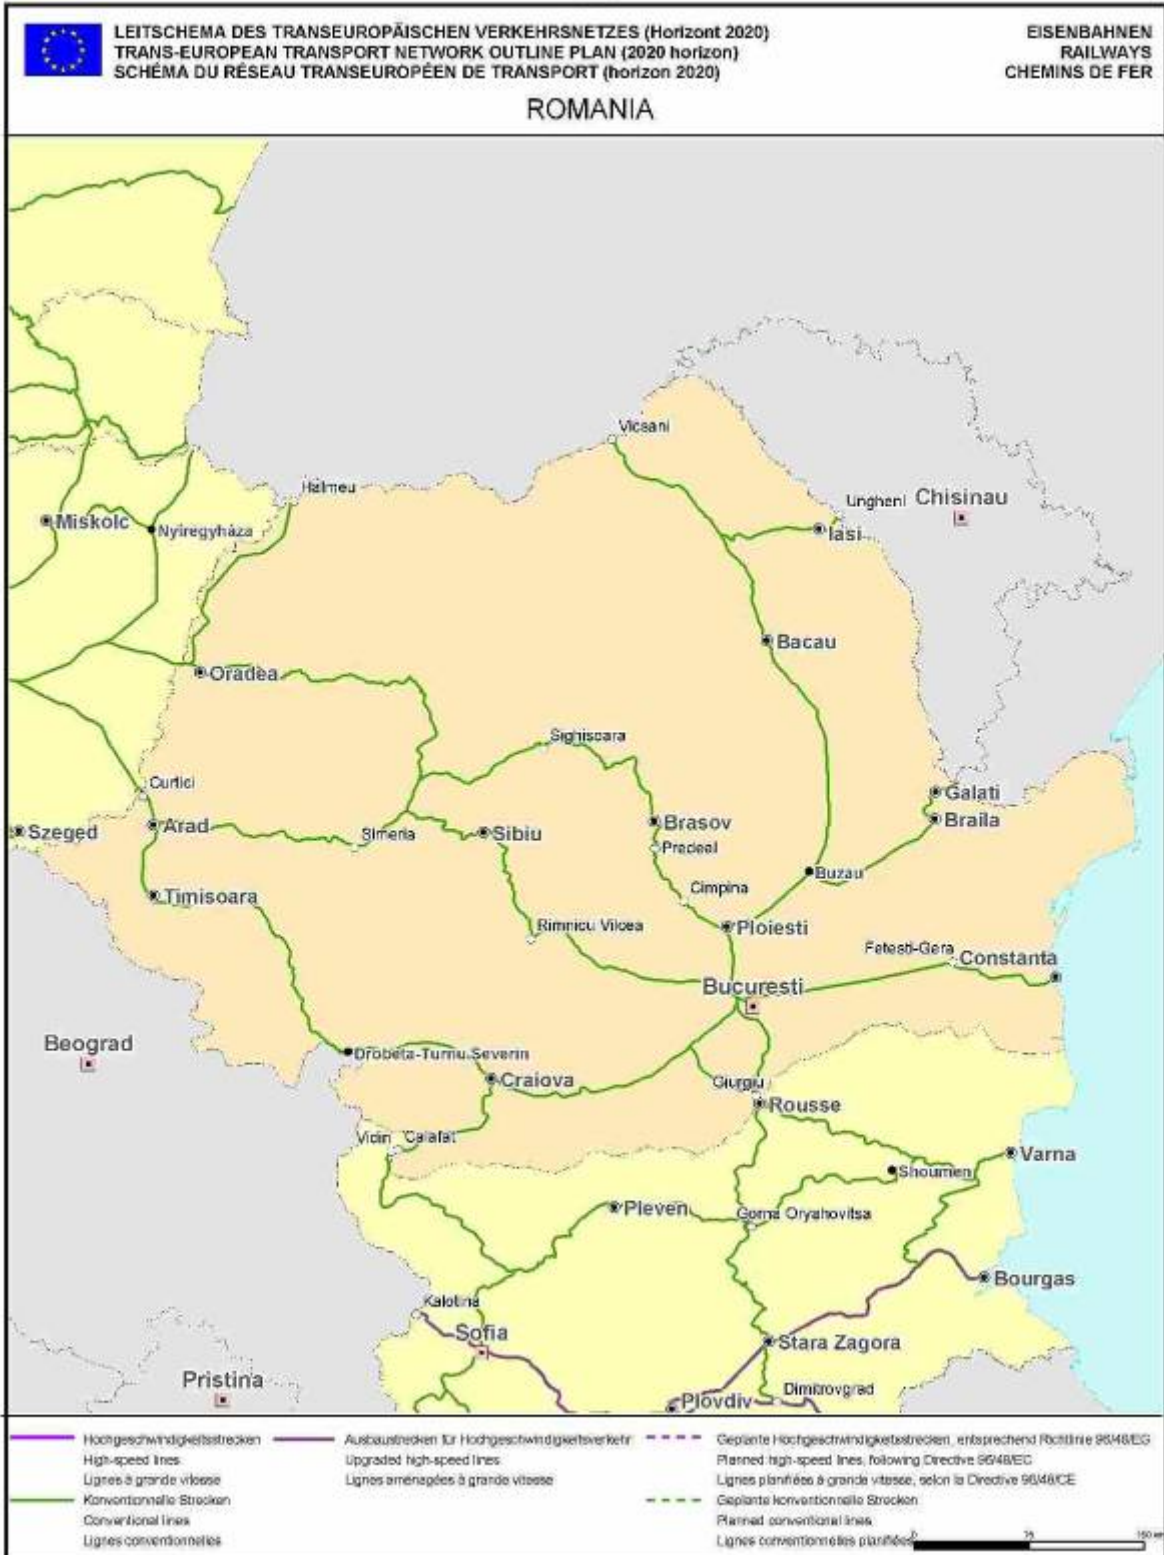 LEITSCHEMA DES TRANSEUROPÄISCHEN VERKEHRSNETZES (Horizont 2020)
TRANS-EUROPEAN TRANSPORT NETWORK OUTLINE PLAN (2020 horizon)
SCHÉMA DU RÉSEAU TRANSEUROPÉEN DE TRANSPORT (horizon 2020)
EISENBAHNEN
RAILWAYS
CHEMINS DE FER
ROMANIA
Vicsani
Halmeu
Ungheni
Chisinau
Miskolc
Nyíregyháza
Iasi
Bacau
Oradea
Sighisoara
Curtici
Galati
Szeged
Arad
Simeria
Sibiu
Brasov
Braila
Predeal
Buzau
Timisoara
Cimpina
Rimnicu Vilcea
Ploiesti
Fetesti-Gera
Constanta
Bucuresti
Beograd
Drobeta-Turnu Severin
Craiova
Giurgiu
Rousse
Vidin
Calafat
Varna
Shoumen
Pleven
Gorna Oryahovitsa
Bourgas
Kalotina
Sofia
Stara Zagora
Pristina
Plovdiv
Dimitrovgrad
Hochgeschwindigkeitsstrecken
High-speed lines
Lignes à grande vitesse
Konventionnelle Strecken
Conventional lines
Lignes conventionnelles
Ausbaustrecken für Hochgeschwindigkeitsverkehr
Upgraded high-speed lines
Lignes aménagées à grande vitesse
Geplante Hochgeschwindigkeitsstrecken, entsprechend Richtlinie 96/48/EG
Planned high-speed lines, following Directive 96/48/EC
Lignes planifiées à grande vitesse, selon la Directive 96/48/CE
Geplante konventionelle Strecken
Planned conventional lines
Lignes conventionnelles planifiées
0 75 150 km